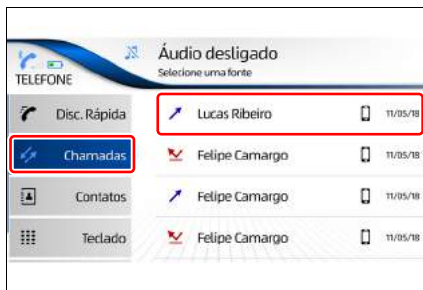 TELEFONE
Áudio desligado
Selecione uma fonte
Disc. Rápida
Lucas Ribeiro 11/05/18
Chamadas
Felipe Camargo 11/05/18
Contatos
Felipe Camargo 11/05/18
Teclado
Felipe Camargo 11/05/18